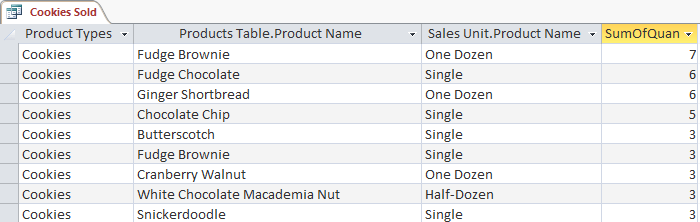 Cookies Sold
Product Types Products Table.Product Name Sales Unit.Product Name SumOfQuan
Cookies Fudge Brownie One Dozen 7
Cookies Fudge Chocolate Single 6
Cookies Ginger Shortbread One Dozen 6
Cookies Chocolate Chip Single 5
Cookies Butterscotch Single 3
Cookies Fudge Brownie Single 3
Cookies Cranberry Walnut One Dozen 3
Cookies White Chocolate Macademia Nut Half-Dozen 3
Cookies Snickerdoodle Single 3